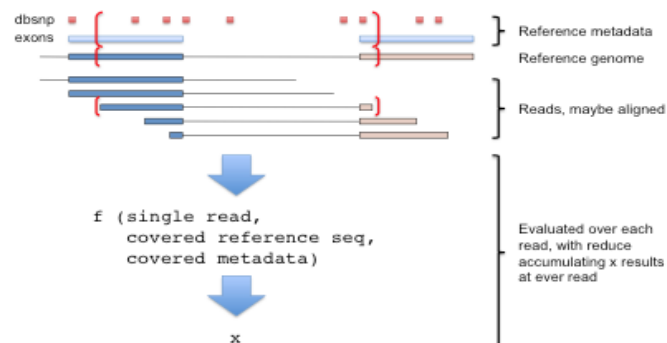 dbsnp
exons
Reference metadata
Reference genome
Reads, maybe aligned
f (single read,
covered reference seq,
covered metadata)
Evaluated over each
read, with reduce
accumulating x results
at ever read
x